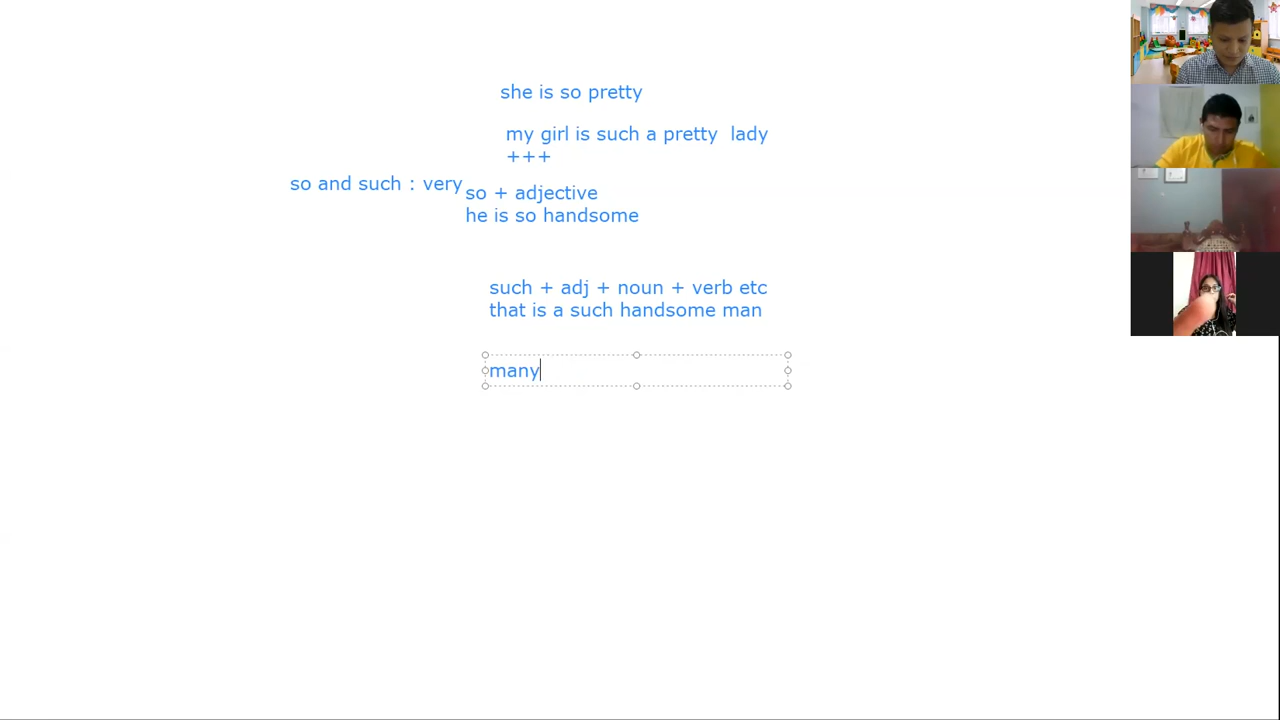 she is so pretty
my girl is such a pretty lady
+++
so and such : very
so + adjective
he is so handsome
such + adj + noun + verb etc
that is a such handsome man
many